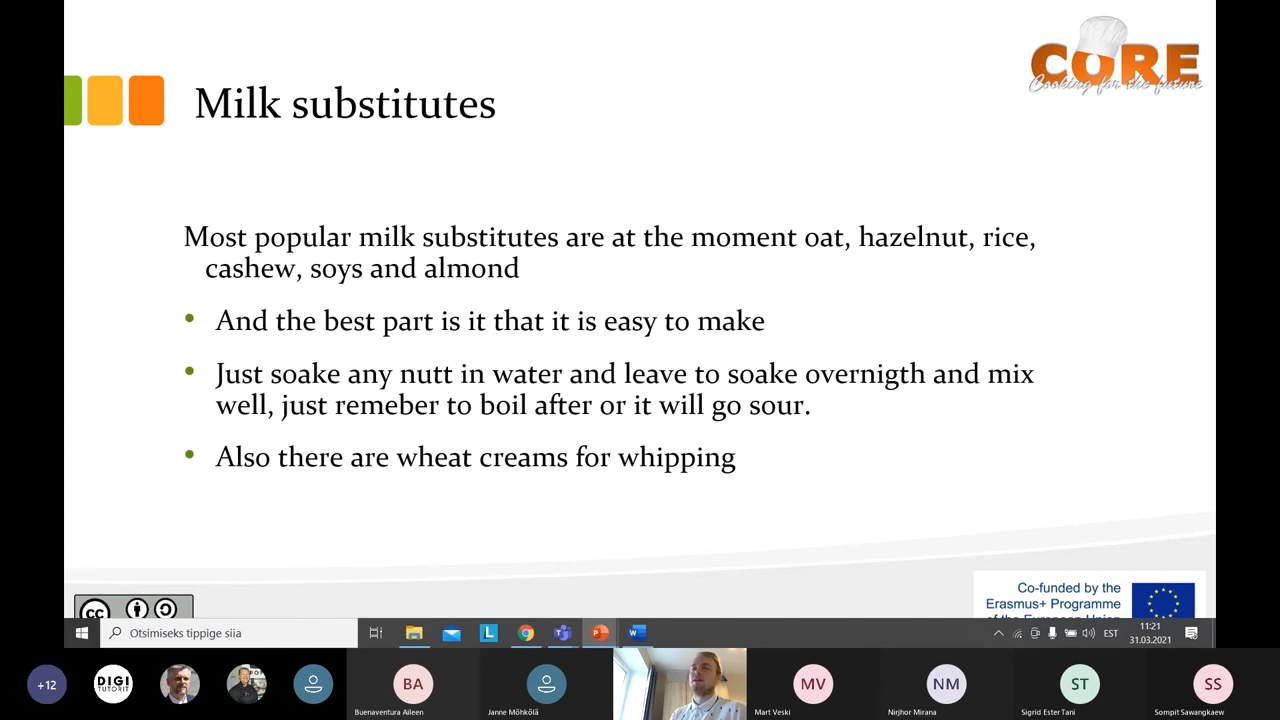 CORE
Cooking for the future
Milk substitutes
Most popular milk substitutes are at the moment oat, hazelnut, rice,
cashew, soys and almond
• And the best part is it that it is easy to make
• Just soake any nutt in water and leave to soake overnigth and mix
well, just remeber to boil after or it will go sour.
• Also there are wheat creams for whipping
Co-funded by the
Erasmus+ Programme
of the European Union
cc
Otsimiseks tippige siia
L
EST
11:21
31.03.2021
+12
DIGI
TUTORIT
BA
Buenaventura Aileen
Janne Mõhkölä
MV
Mart Veski
NM
Nirjhor Mirana
ST
Sigrid Ester Tani
SS
Sompit Sawangkaew